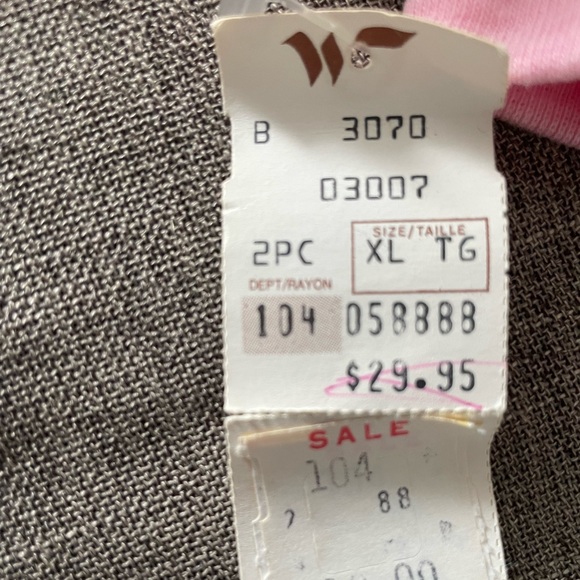 B 3070
03007
SIZE/TAILLE
2PC XL TG
DEPT/RAYON
104 058888
$29.95
SALE
104
88